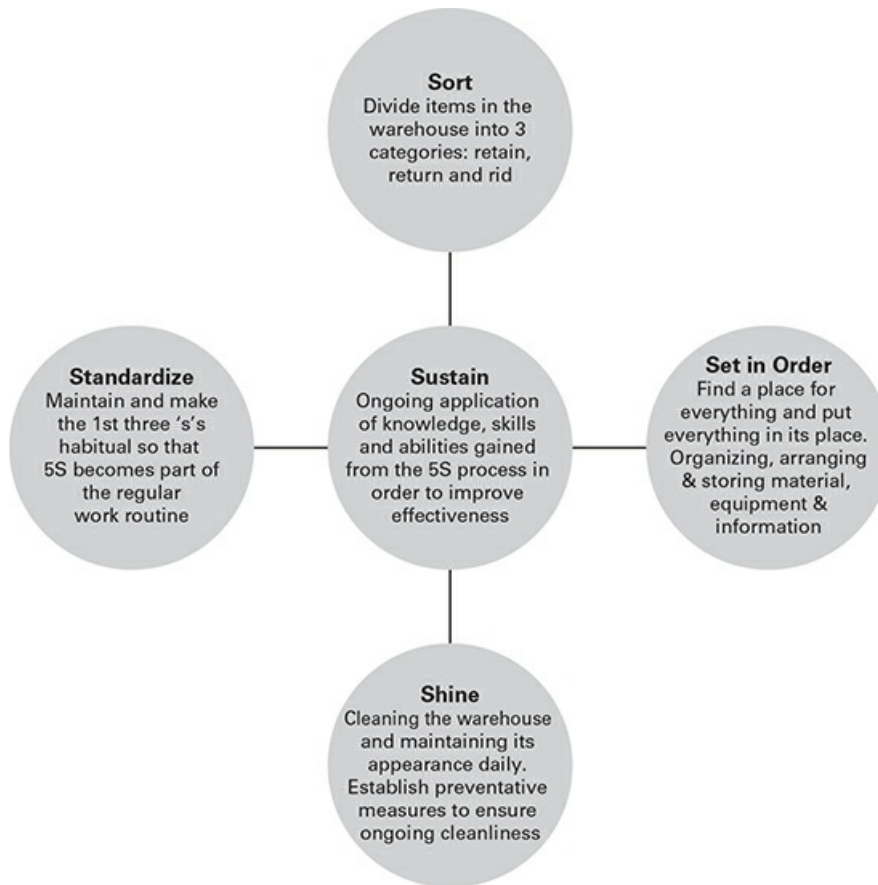 Sort
Divide items in the
warehouse into 3
categories: retain,
return and rid
Standardize
Maintain and make
the 1st three ‘s’s
habitual so that
5S becomes part of
the regular
work routine
Sustain
Ongoing application
of knowledge, skills
and abilities gained
from the 5S process in
order to improve
effectiveness
Set in Order
Find a place for
everything and put
everything in its place.
Organizing, arranging
& storing material,
equipment &
information
Shine
Cleaning the warehouse
and maintaining its
appearance daily.
Establish preventative
measures to ensure
ongoing cleanliness